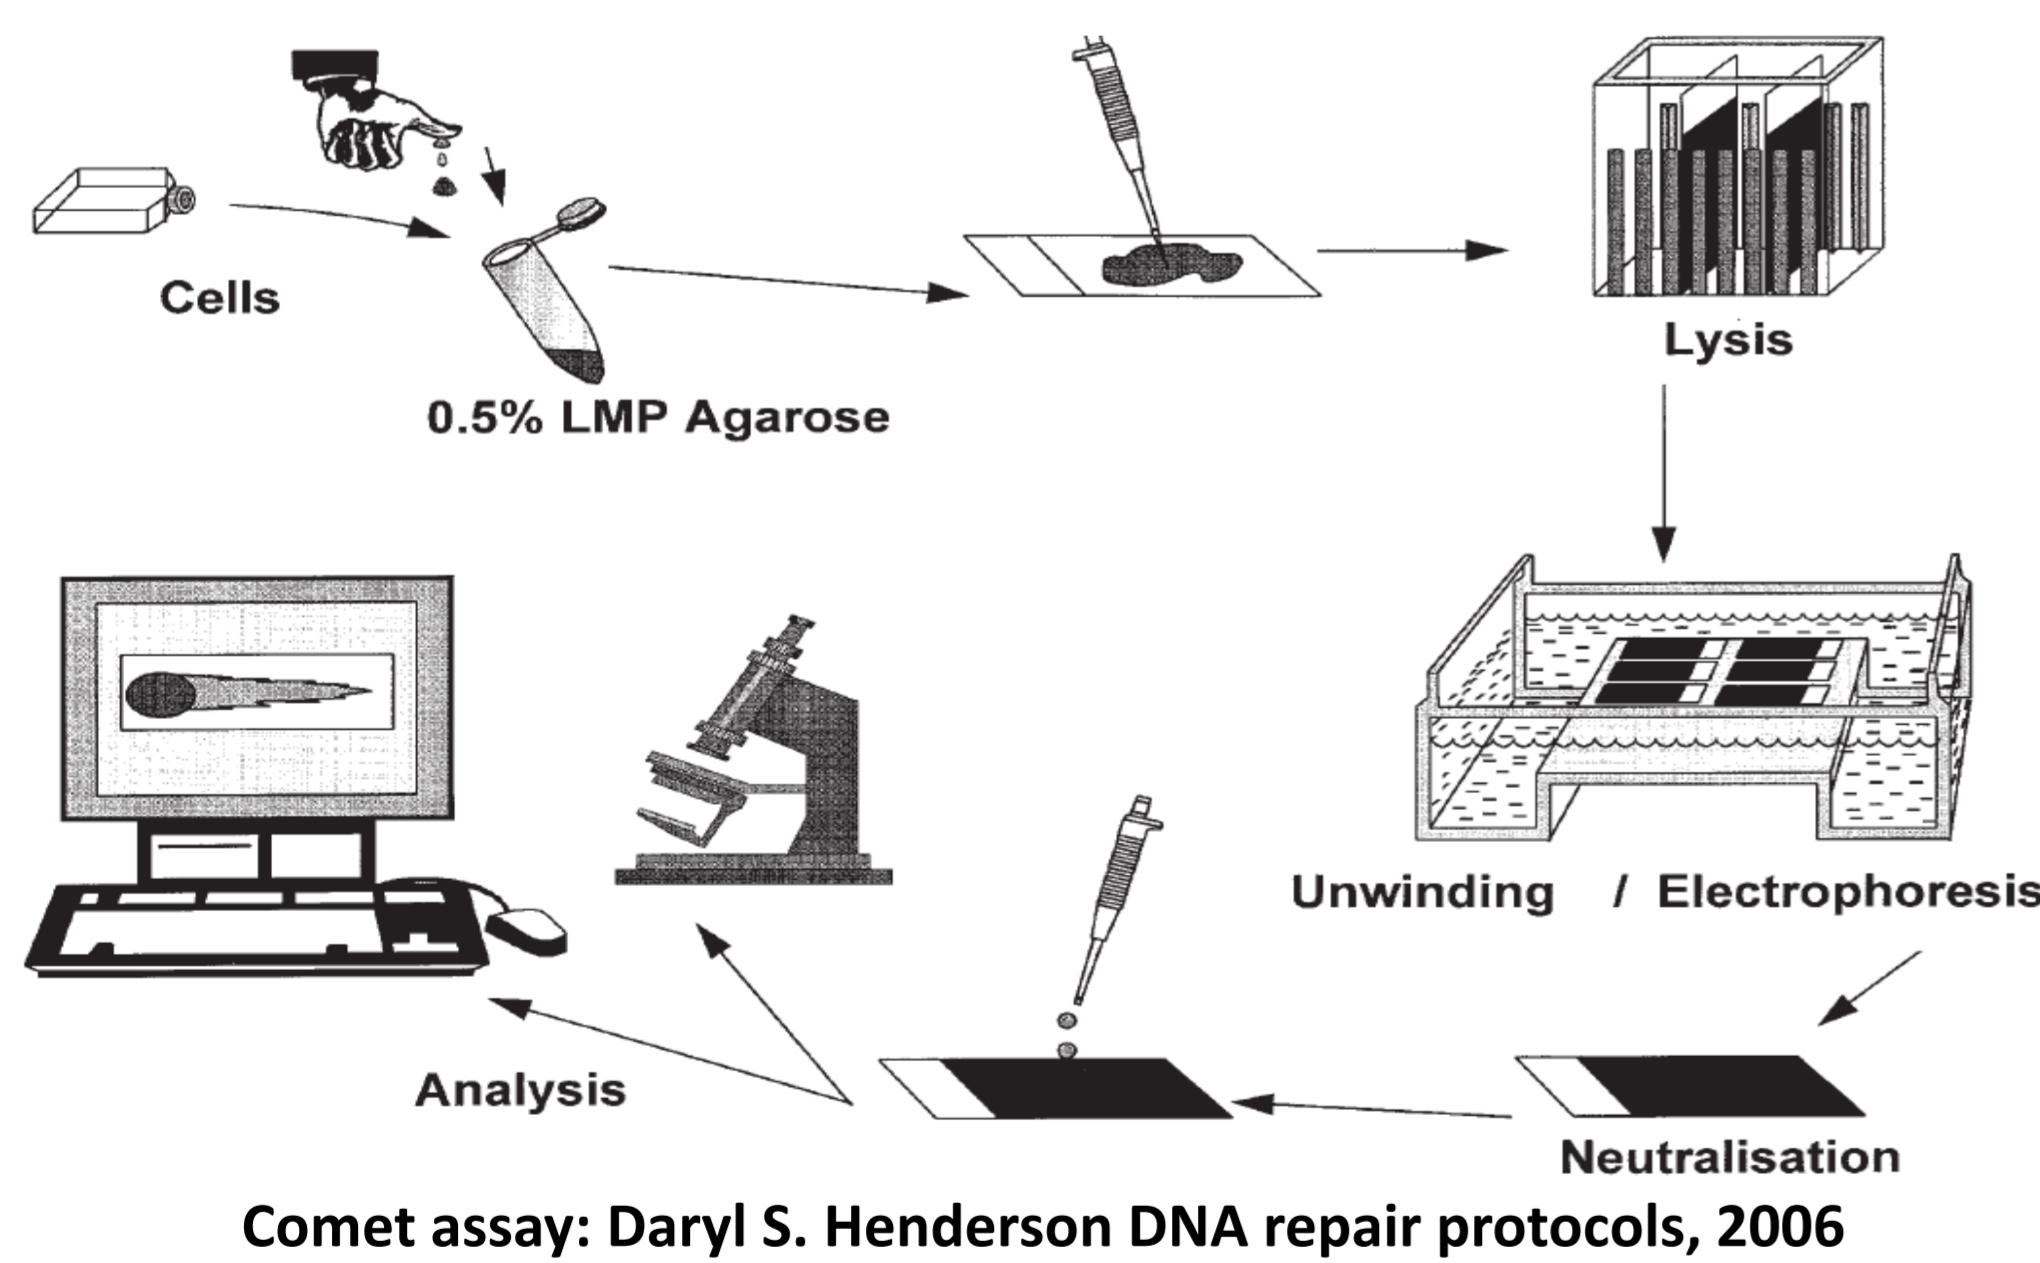 Cells
0.5% LMP Agarose
Lysis
Unwinding / Electrophoresis
Analysis
Neutralisation
Comet assay: Daryl S. Henderson DNA repair protocols, 2006